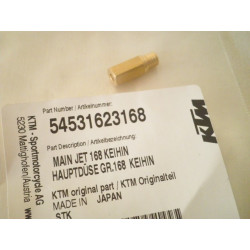 Part Number / Artikelnummer:
54531623168
Part Description / Artikelbezeichnung:
MAIN JET 168 KEIHIN
HAUPTDÜSE GR.168 KEIHIN
KTM original part / KTM Originalteil
MADE IN JAPAN
STK
KTM - Sportmotorcycle AG
5230 Mattighofen/Austria
KTM